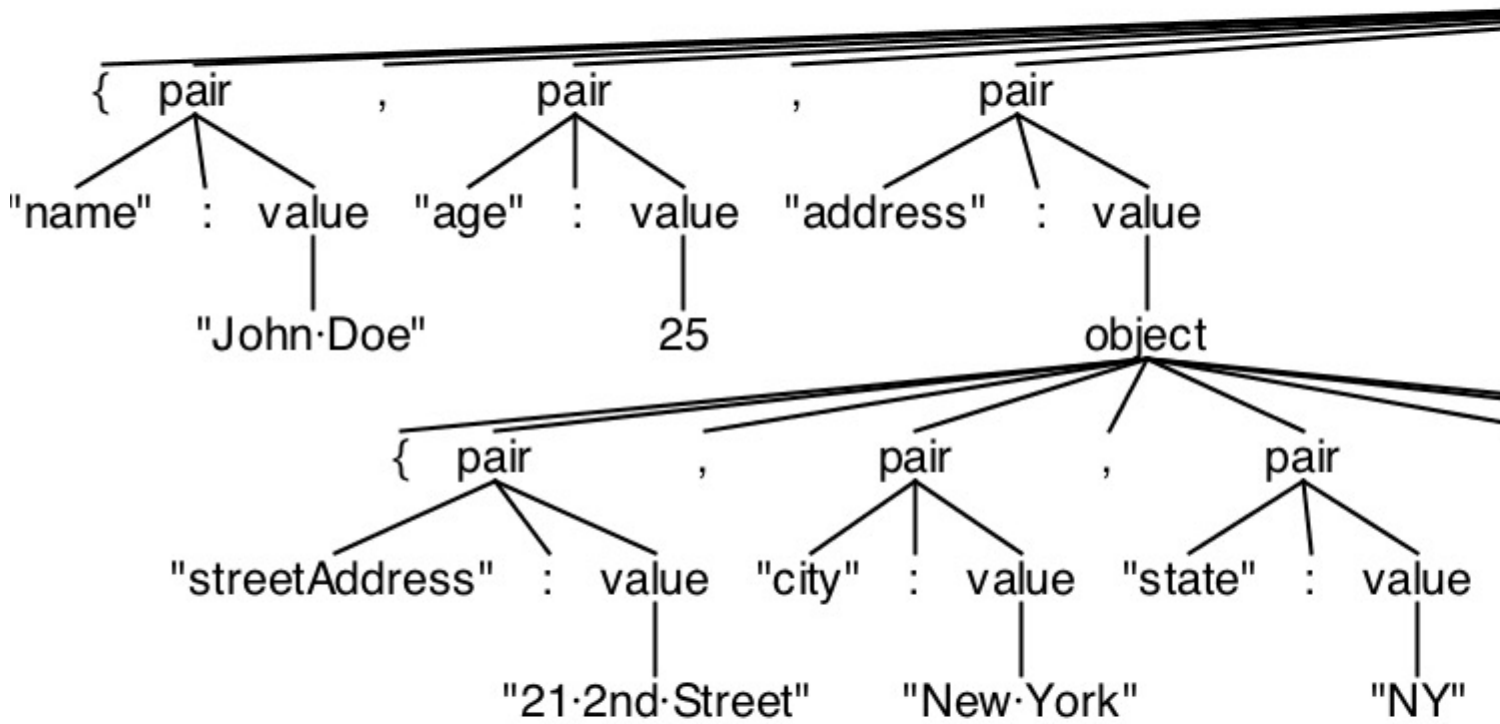 { pair , pair , pair
"name" : value "age" : value "address" : value
"John·Doe" 25 object
{ pair , pair , pair
"streetAddress" : value "city" : value "state" : value
"21·2nd·Street" "New·York" "NY"